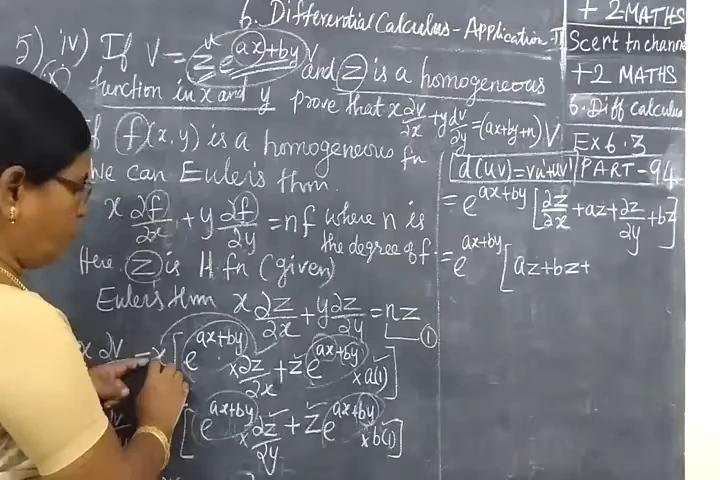 6. Differential Calculus - Application II
5) iv) If V = z e^(ax+by) and z is a homogeneous
function in x and y prove that x ∂v/∂x + y ∂v/∂y = (ax+by+n) V
f(x,y) is a homogeneous fn
We can Euler's thm.
x ∂f/∂x + y ∂f/∂y = nf where n is
the degree of f.
Here z is H fn (given)
Euler's thm x ∂z/∂x + y ∂z/∂y = nz
①
x ∂v = x [e^(ax+by) × ∂z/∂x + z e^(ax+by) × a(1)]
[e^(ax+by) × ∂z/∂y + z e^(ax+by) × b(1)]
d(uv) = vu' + uv'
= e^(ax+by) [∂z/∂x + az + ∂z/∂y + bz]
= e^(ax+by) [az+bz+
+ 2 MATHS
Scert tn channel
+2 MATHS
6. Diff calculus
Ex 6.3
PART - 94